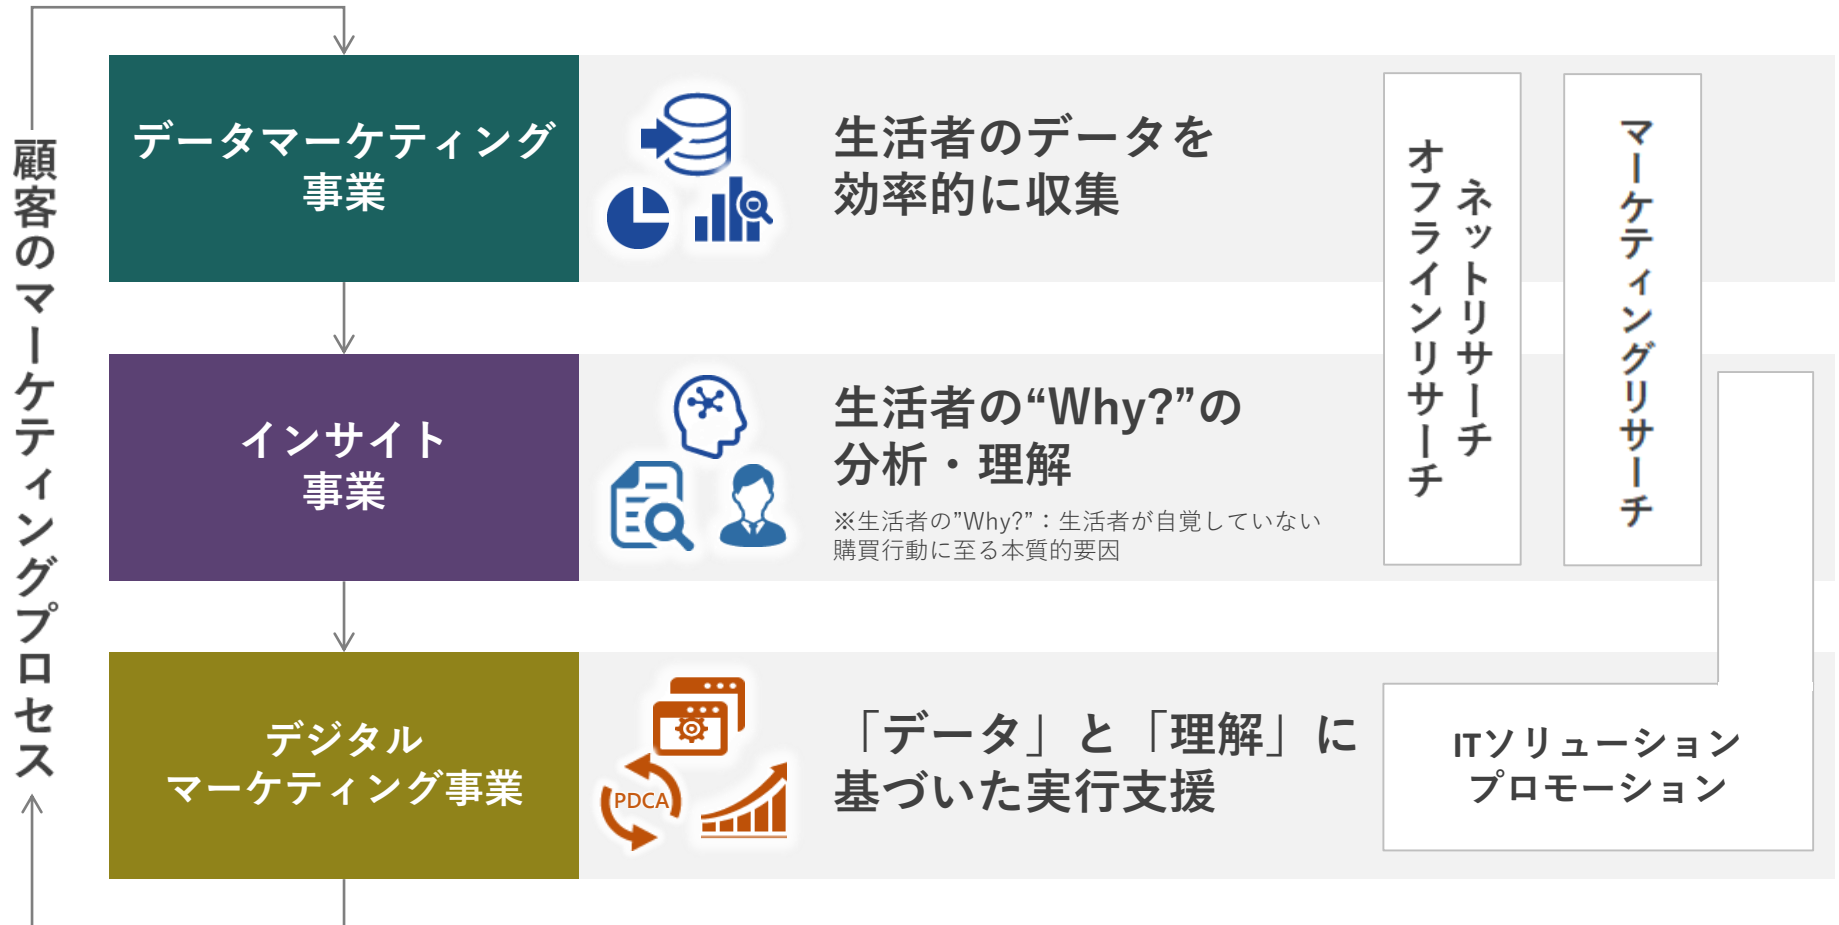 顧客のマーケティングプロセス
データマーケティング
事業
生活者のデータを
効率的に収集
インサイト
事業
生活者の“Why?”の
分析・理解
※生活者の”Why?”：生活者が自覚していない
購買行動に至る本質的要因
デジタル
マーケティング事業
PDCA
「データ」と「理解」に
基づいた実行支援
ネットリサーチ
オフラインリサーチ
マーケティングリサーチ
ITソリューション
プロモーション